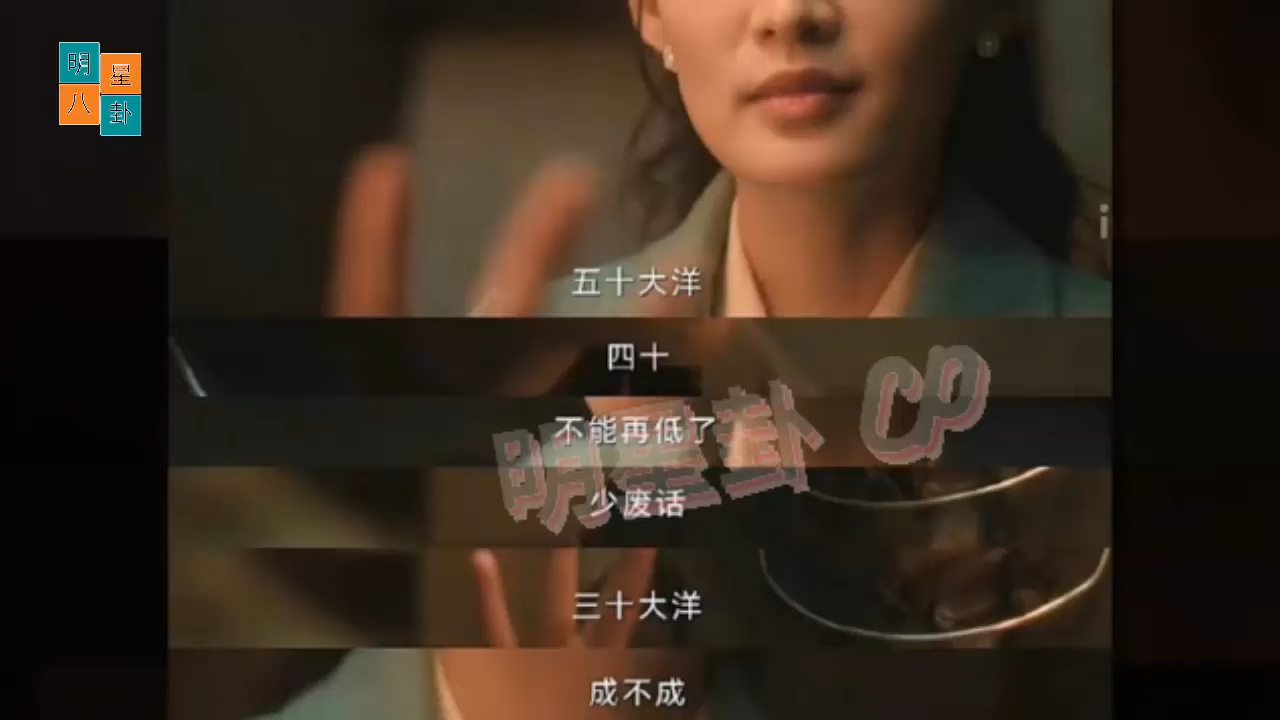 明星
八卦
i
五十大洋
四十
不能再低了
少废话
三十大洋
成不成
明星卦 CP